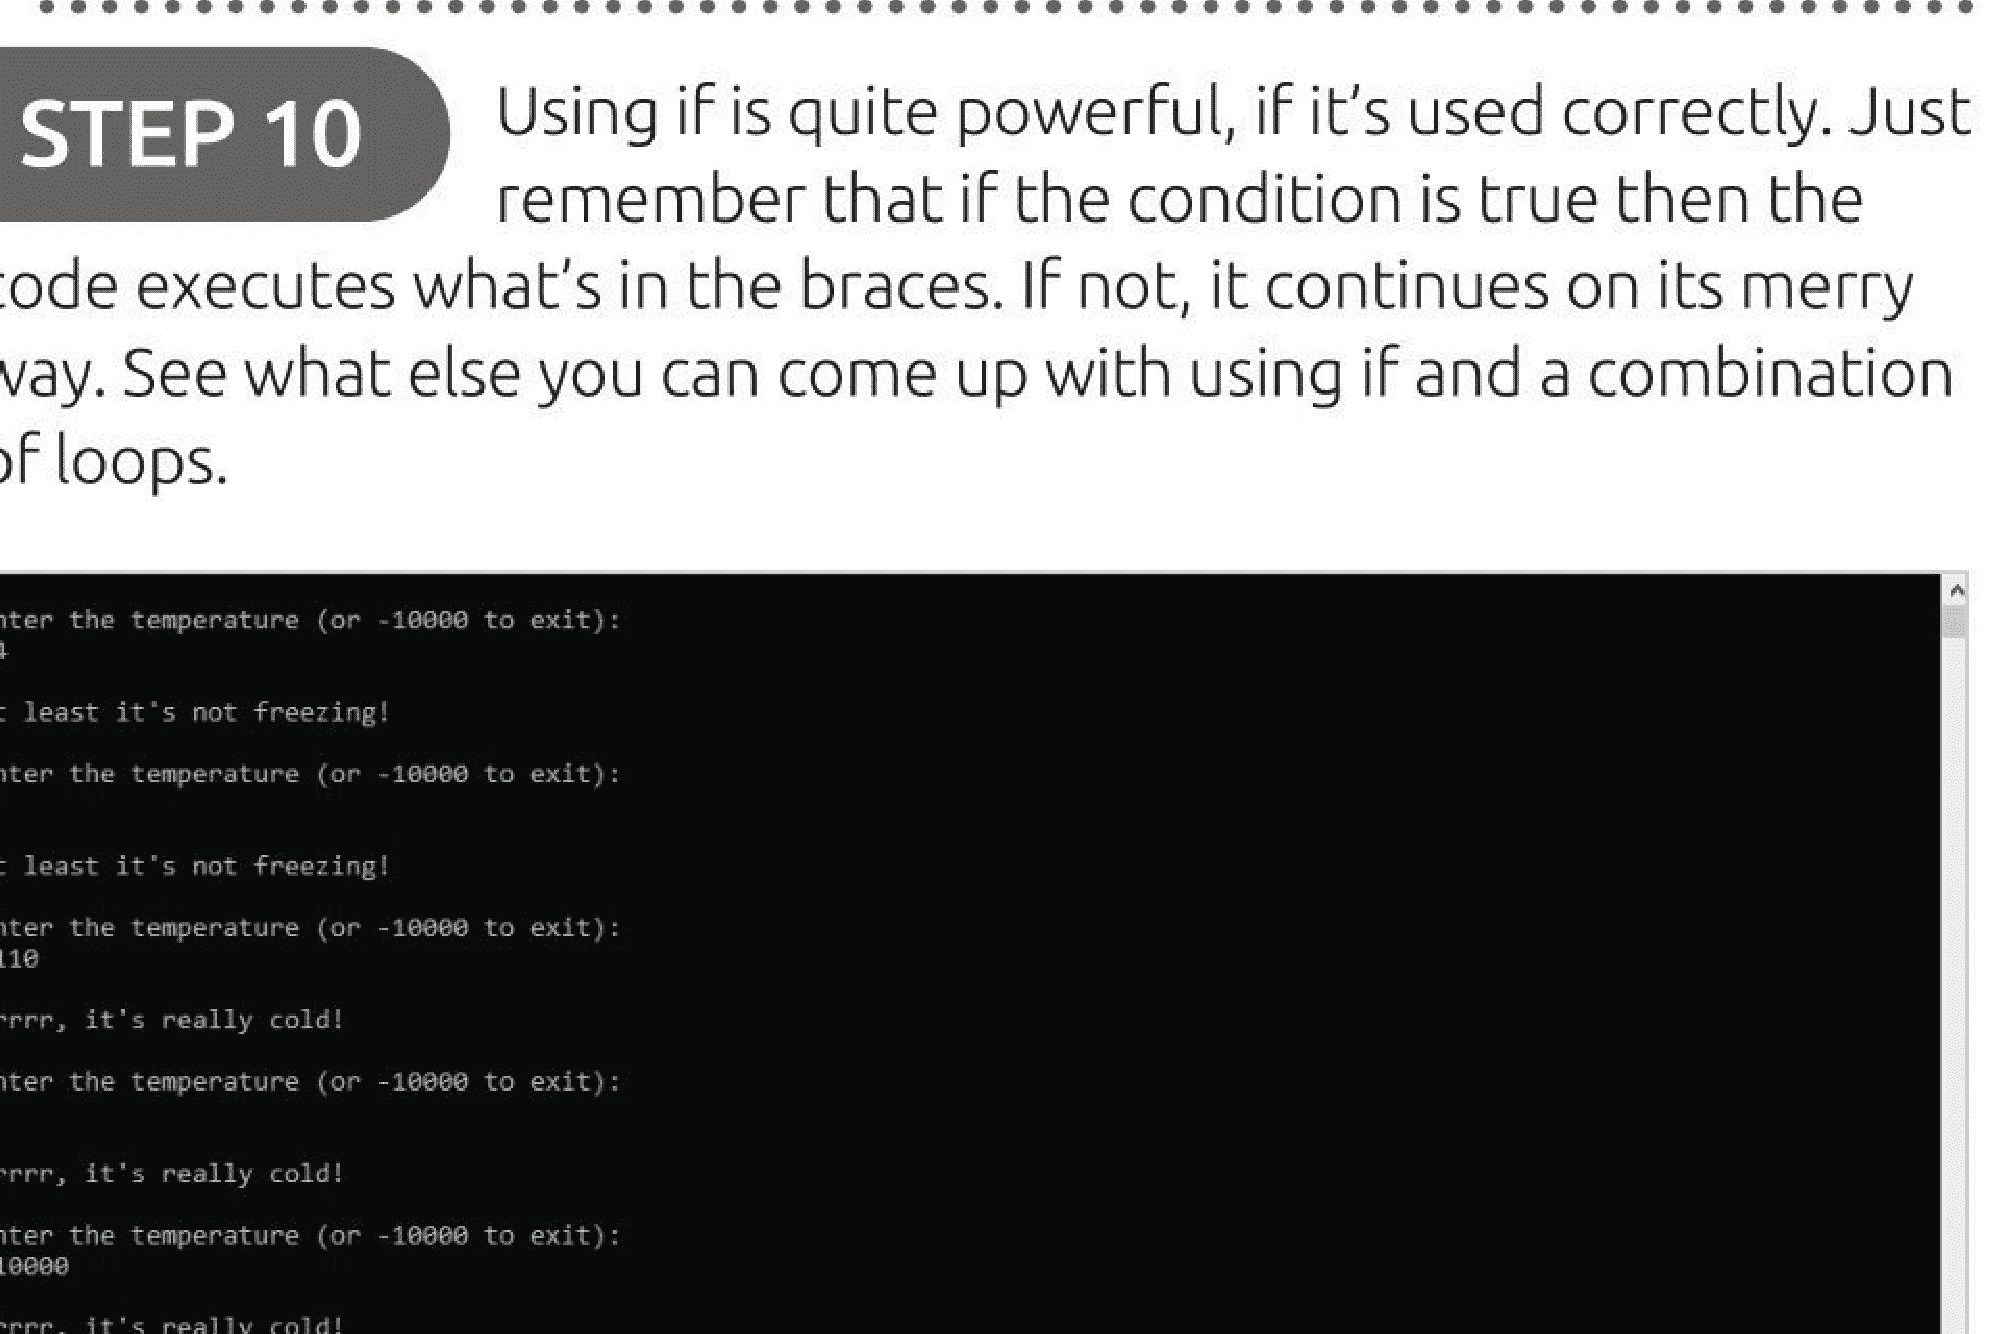 STEP 10
Using if is quite powerful, if it’s used correctly. Just
remember that if the condition is true then the
code executes what’s in the braces. If not, it continues on its merry
way. See what else you can come up with using if and a combination
of loops.
nter the temperature (or -10000 to exit):
4
t least it's not freezing!
nter the temperature (or -10000 to exit):
t least it's not freezing!
nter the temperature (or -10000 to exit):
110
rrrr, it's really cold!
nter the temperature (or -10000 to exit):
rrrr, it's really cold!
nter the temperature (or -10000 to exit):
10000
rrrr, it's really cold!